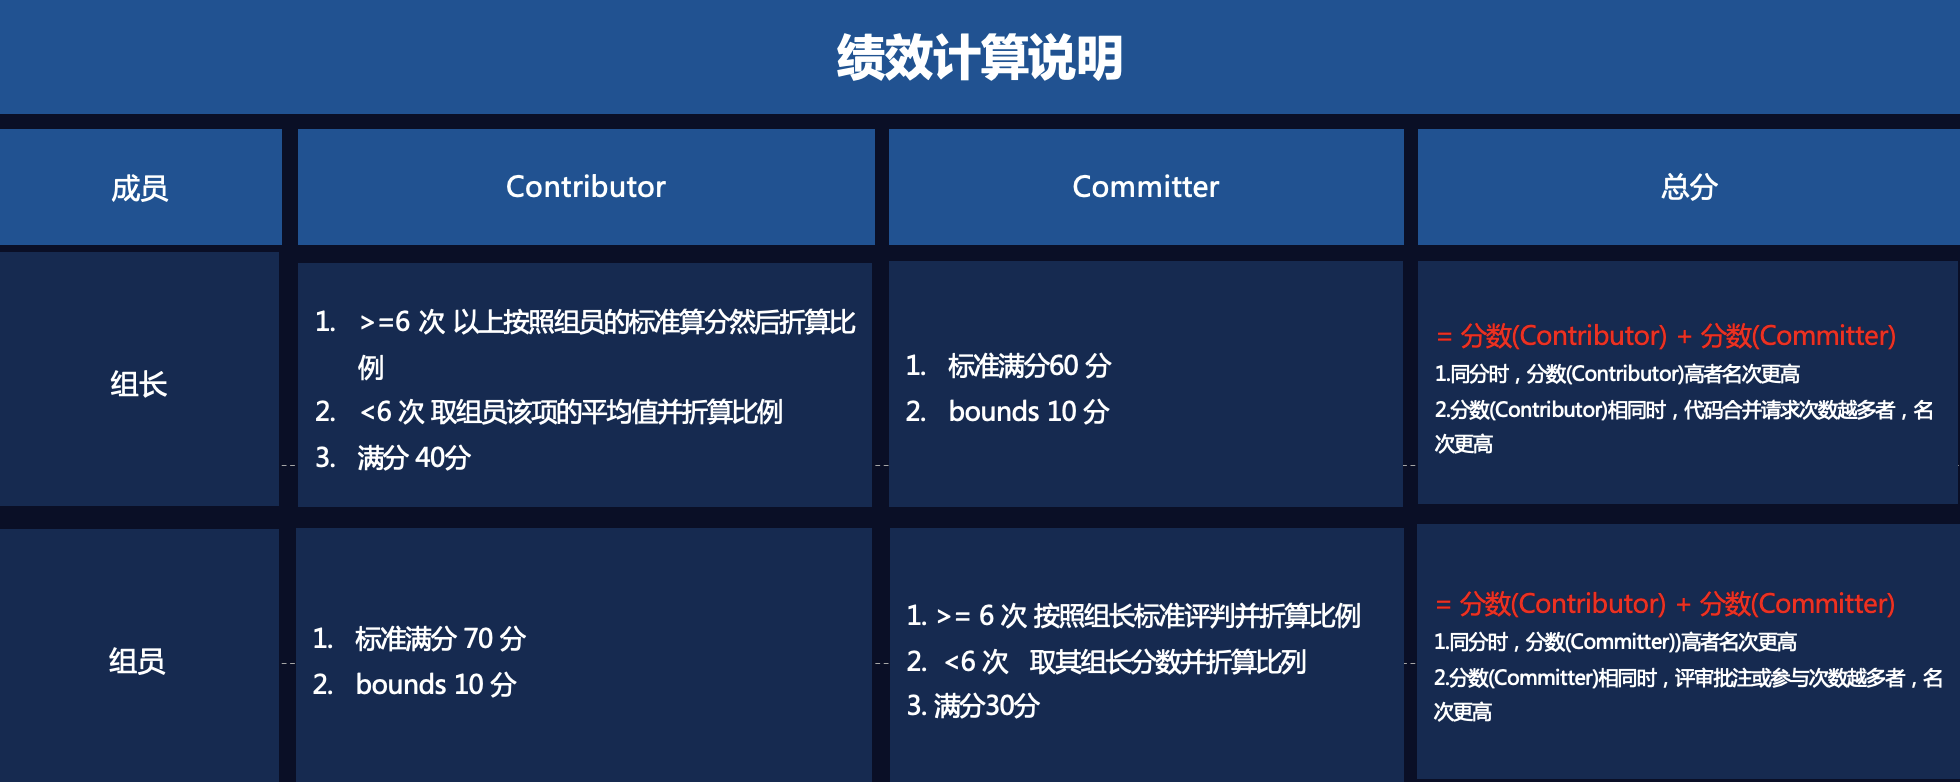 绩效计算说明
成员
Contributor
Committer
总分
组长
1. >=6 次 以上按照组员的标准算分然后折算比
例
2. <6 次 取组员该项的平均值并折算比例
3. 满分 40分
1. 标准满分60 分
2. bounds 10 分
= 分数(Contributor) + 分数(Committer)
1.同分时，分数(Contributor)高者名次更高
2.分数(Contributor)相同时，代码合并请求次数越多者，名
次更高
组员
1. 标准满分 70 分
2. bounds 10 分
1. >= 6 次 按照组长标准评判并折算比例
2. <6 次 取其组长分数并折算比列
3. 满分30分
= 分数(Contributor) + 分数(Committer)
1.同分时，分数(Committer))高者名次更高
2.分数(Committer)相同时，评审批注或参与次数越多者，名
次更高